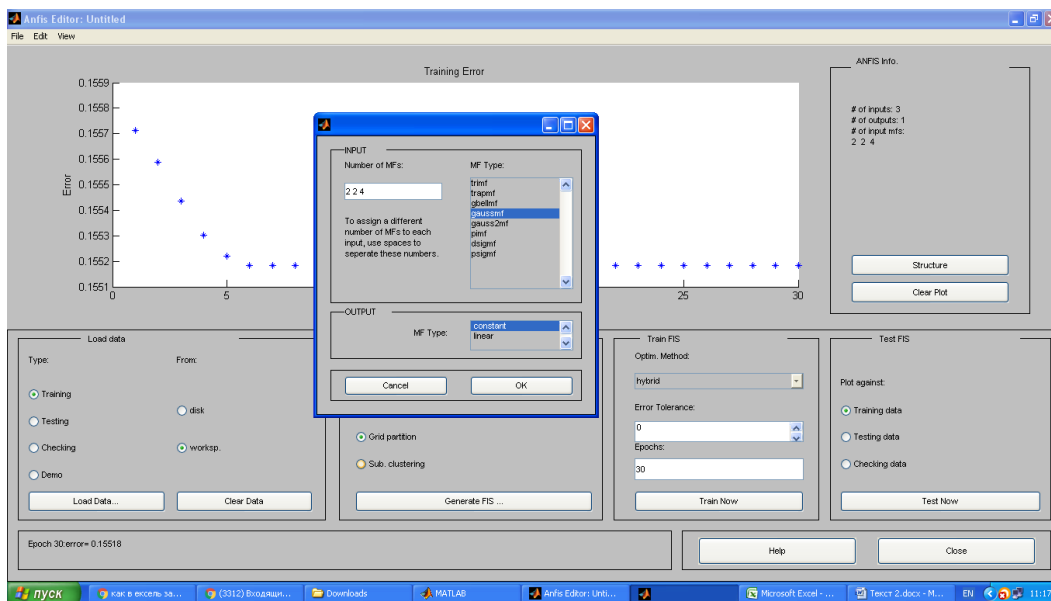 Anfis Editor: Untitled
File Edit View
Training Error
0.1559
0.1558
0.1557
0.1556
0.1555
0.1554
0.1553
0.1552
0.1551
Error
0 5 25 30
ANFIS Info.
# of inputs: 3
# of outputs: 1
# of input mfs:
2 2 4
Structure
Clear Plot
INPUT
Number of MFs:
2 2 4
To assign a different
number of MFs to each
input, use spaces to
seperate these numbers.
MF Type:
trimf
trapmf
gbellmf
gaussmf
gauss2mf
pimf
dsigmf
psigmf
OUTPUT
MF Type:
constant
linear
Cancel OK
Load data
Type: From:
Training
Testing
Checking
Demo
disk
worksp.
Load Data... Clear Data
Grid partition
Sub. clustering
Generate FIS ...
Train FIS
Optim. Method:
hybrid
Error Tolerance:
0
Epochs:
30
Train Now
Test FIS
Plot against:
Training data
Testing data
Checking data
Test Now
Epoch 30:error= 0.15518
Help Close
пуск как в ексель за... (3312) Входящи... Downloads MATLAB Anfis Editor: Unti... Microsoft Excel - ... Текст 2.docx - M... EN 11:17